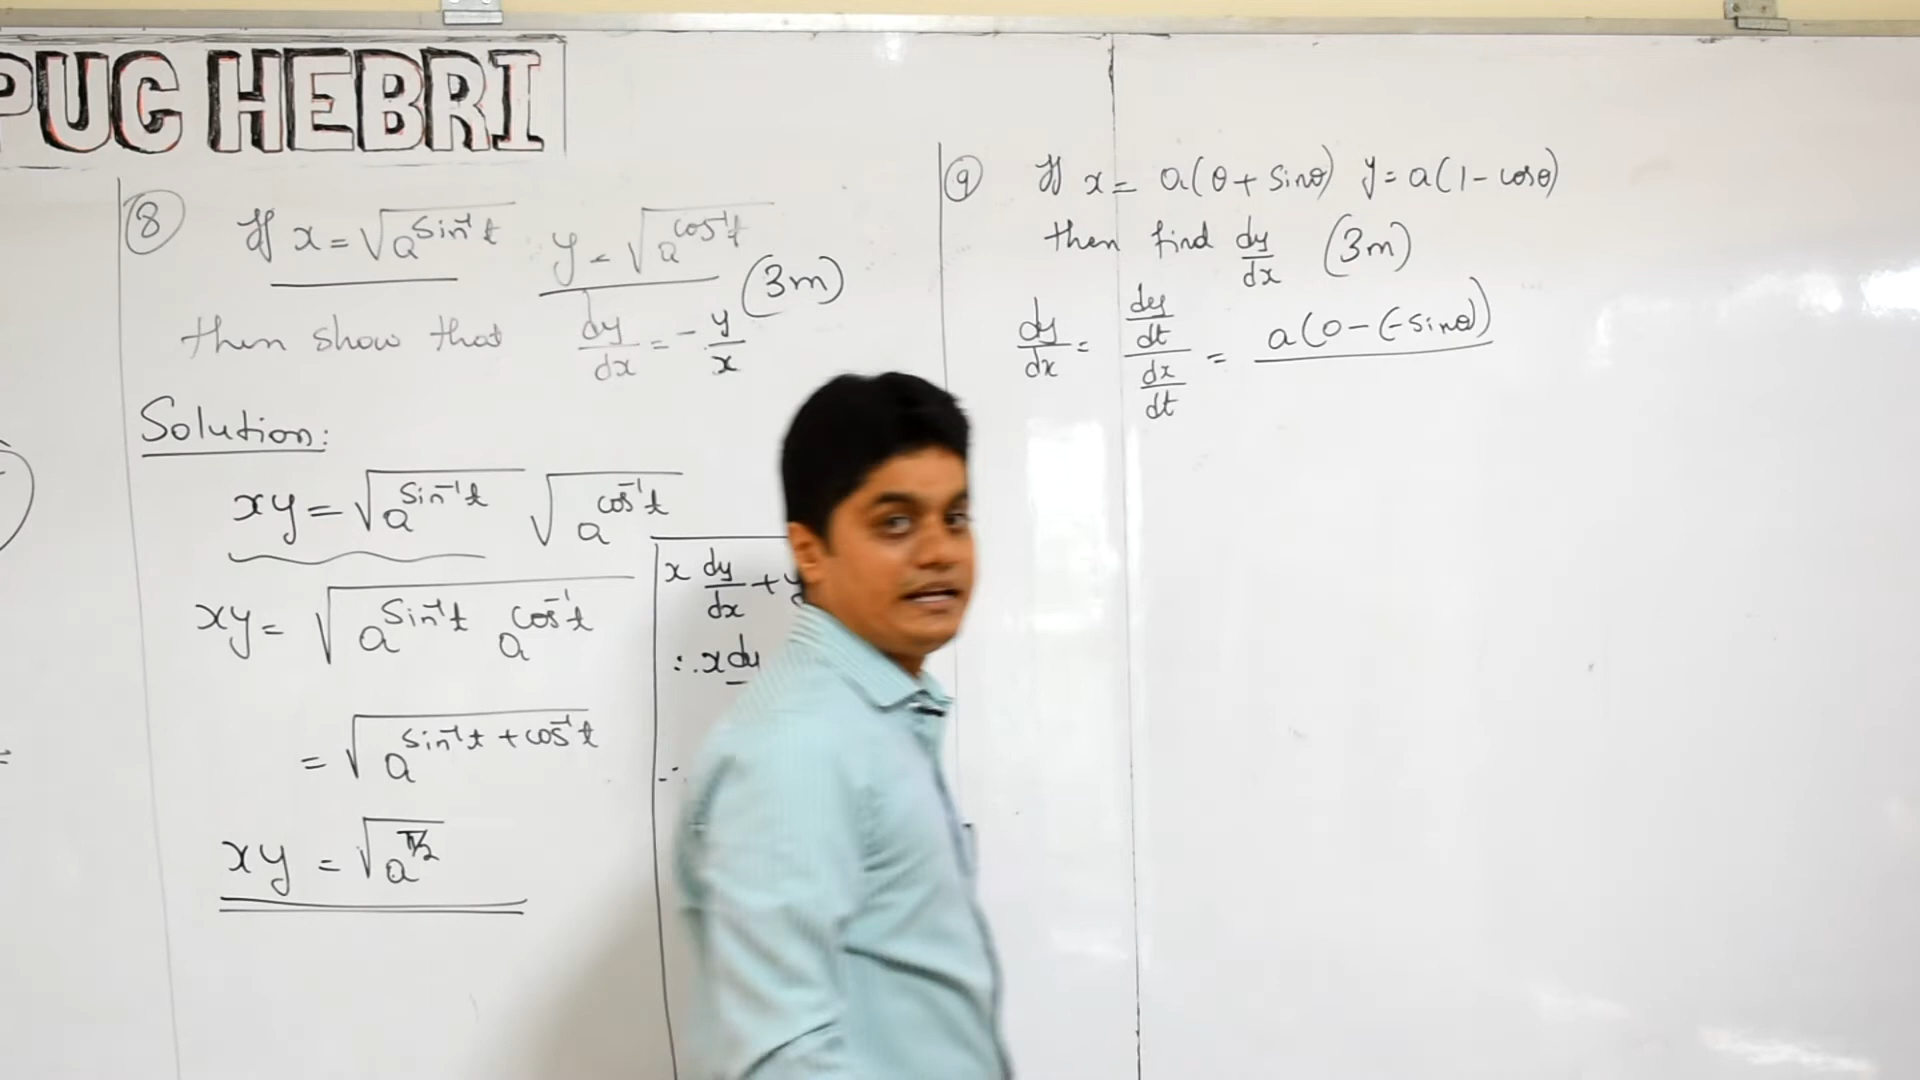 PUC HEBRI
⑧ If x = √a^(sin⁻¹t) y = √a^(cos⁻¹t) (3m)
then show that dy/dx = -y/x
Solution:
xy = √a^(sin⁻¹t) √a^(cos⁻¹t)
xy = √(a^(sin⁻¹t) a^(cos⁻¹t))
= √a^(sin⁻¹t + cos⁻¹t)
xy = √a^(π/2)
x dy/dx + y
∴ x dy
∴
⑨ If x = a(θ + sinθ) y = a(1 - cosθ)
then find dy/dx (3m)
dy/dx = (dy/dt)/(dx/dt) = a(0 - (-sinθ))